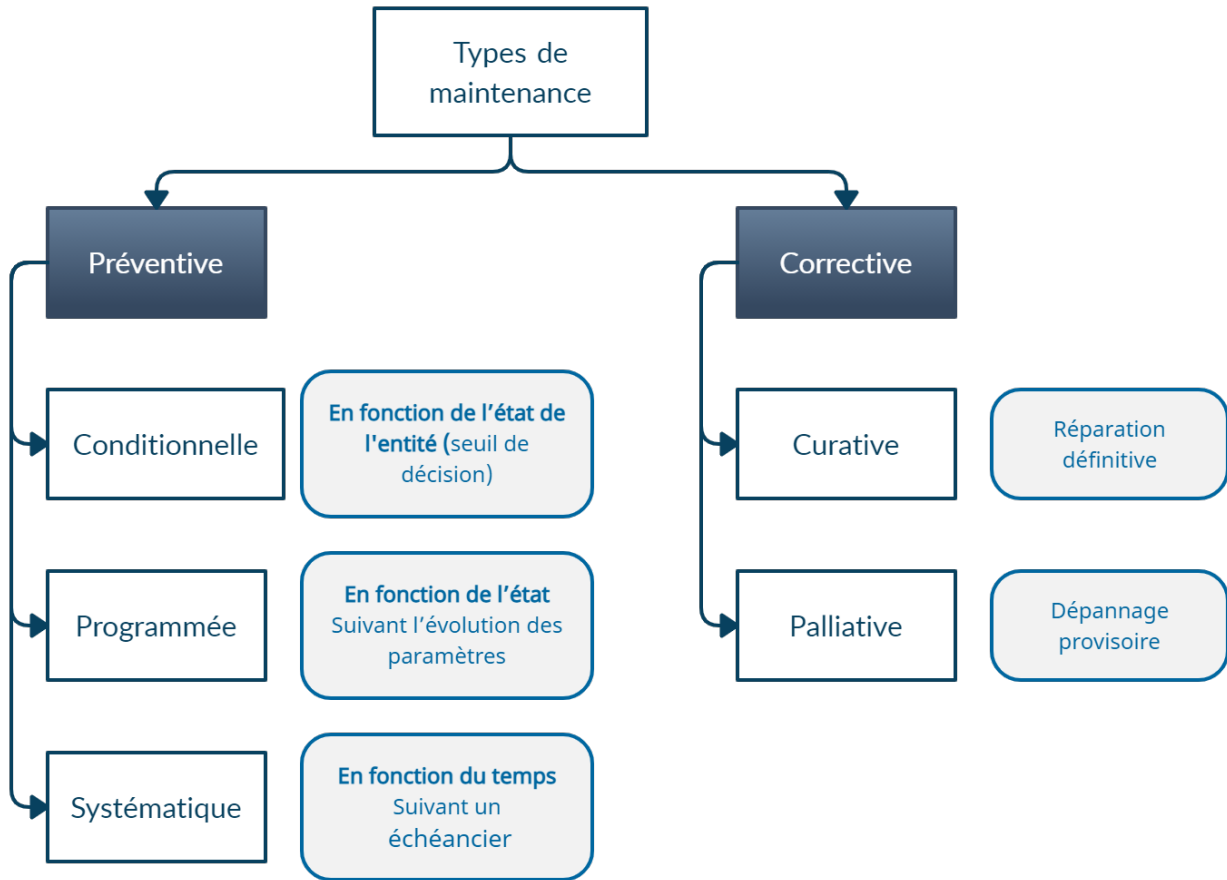 Types de
maintenance
Préventive
Corrective
Conditionnelle
En fonction de l’état de
l'entité (seuil de
décision)
Curative
Réparation
définitive
Programmée
En fonction de l’état
Suivant l’évolution des
paramètres
Palliative
Dépannage
provisoire
Systématique
En fonction du temps
Suivant un
échéancier